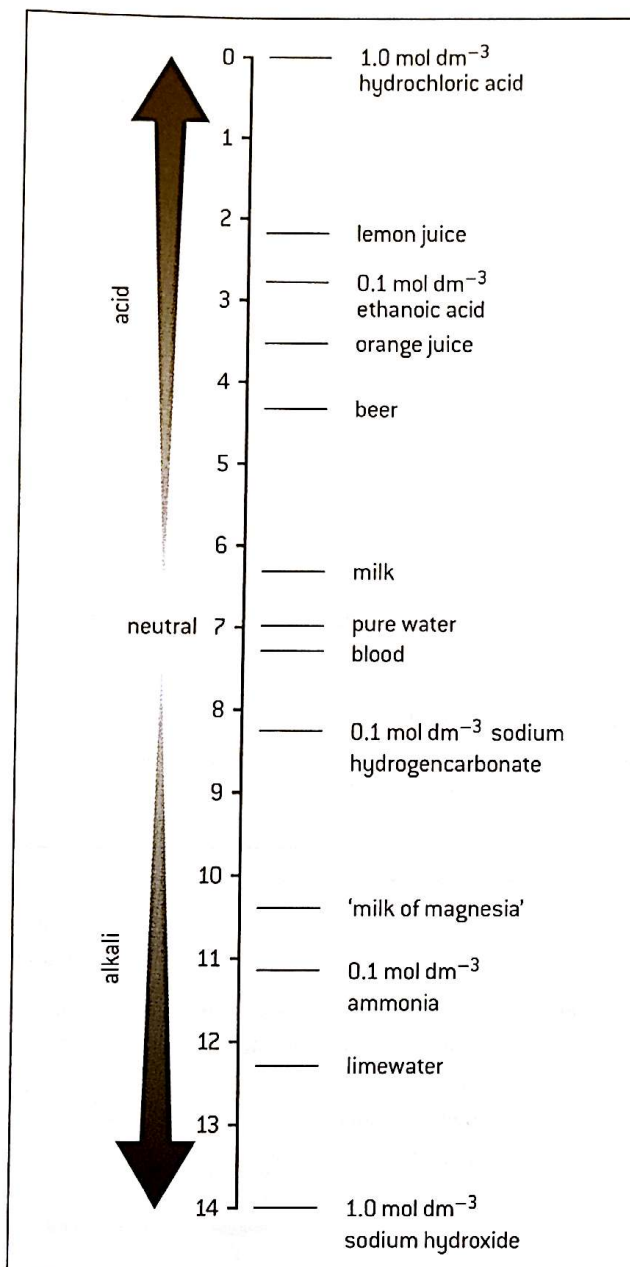 0
1.0 mol dm⁻³
hydrochloric acid
1
2
lemon juice
0.1 mol dm⁻³
3
ethanoic acid
orange juice
acid
4
beer
5
6
milk
neutral 7
pure water
blood
8
0.1 mol dm⁻³ sodium
hydrogencarbonate
9
10
'milk of magnesia'
alkali
11
0.1 mol dm⁻³
ammonia
12
limewater
13
14
1.0 mol dm⁻³
sodium hydroxide